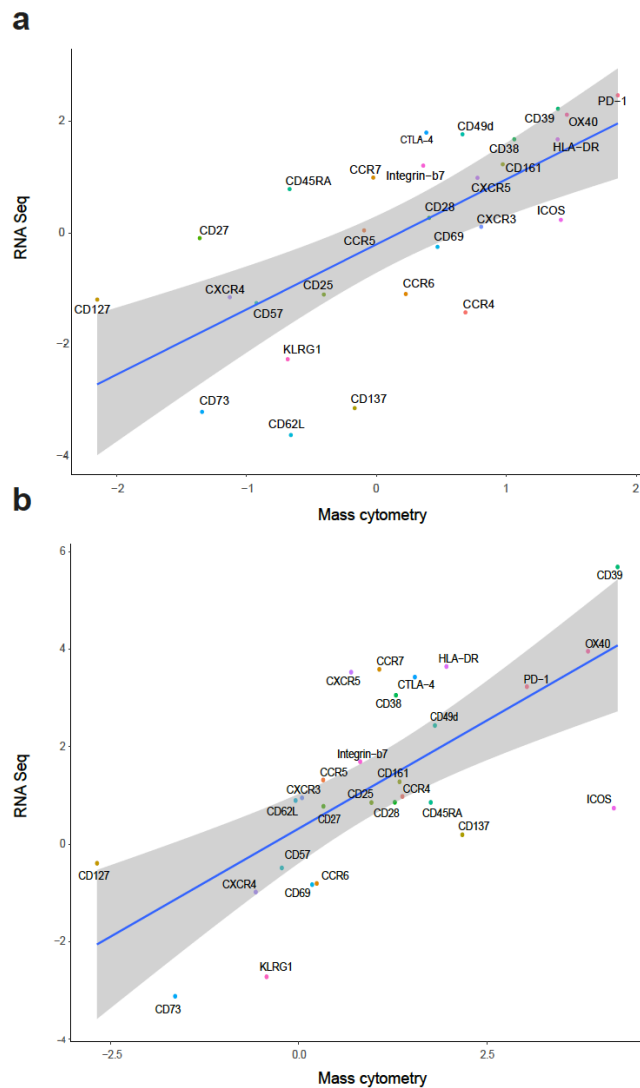 a
RNA Seq
2
0
−2
−4
PD−1
CD39
OX40
CD49d
CTLA−4
CD38
HLA−DR
CD161
Integrin−b7
CCR7
CD45RA
CXCR5
CD28
ICOS
CXCR3
CD27
CCR5
CD69
CXCR4
CD25
CCR6
CD127
CD57
CCR4
KLRG1
CD73
CD137
CD62L
−2
−1
0
1
2
Mass cytometry
b
RNA Seq
6
4
2
0
−2
−4
CD39
OX40
HLA−DR
CCR7
CXCR5
CTLA−4
PD−1
CD38
CD49d
Integrin−b7
CCR5
CD161
CXCR3
CD25
CCR4
ICOS
CD62L
CD27
CD28
CD45RA
CD137
CD57
CD127
CXCR4
CD69
CCR6
KLRG1
CD73
−2.5
0.0
2.5
Mass cytometry